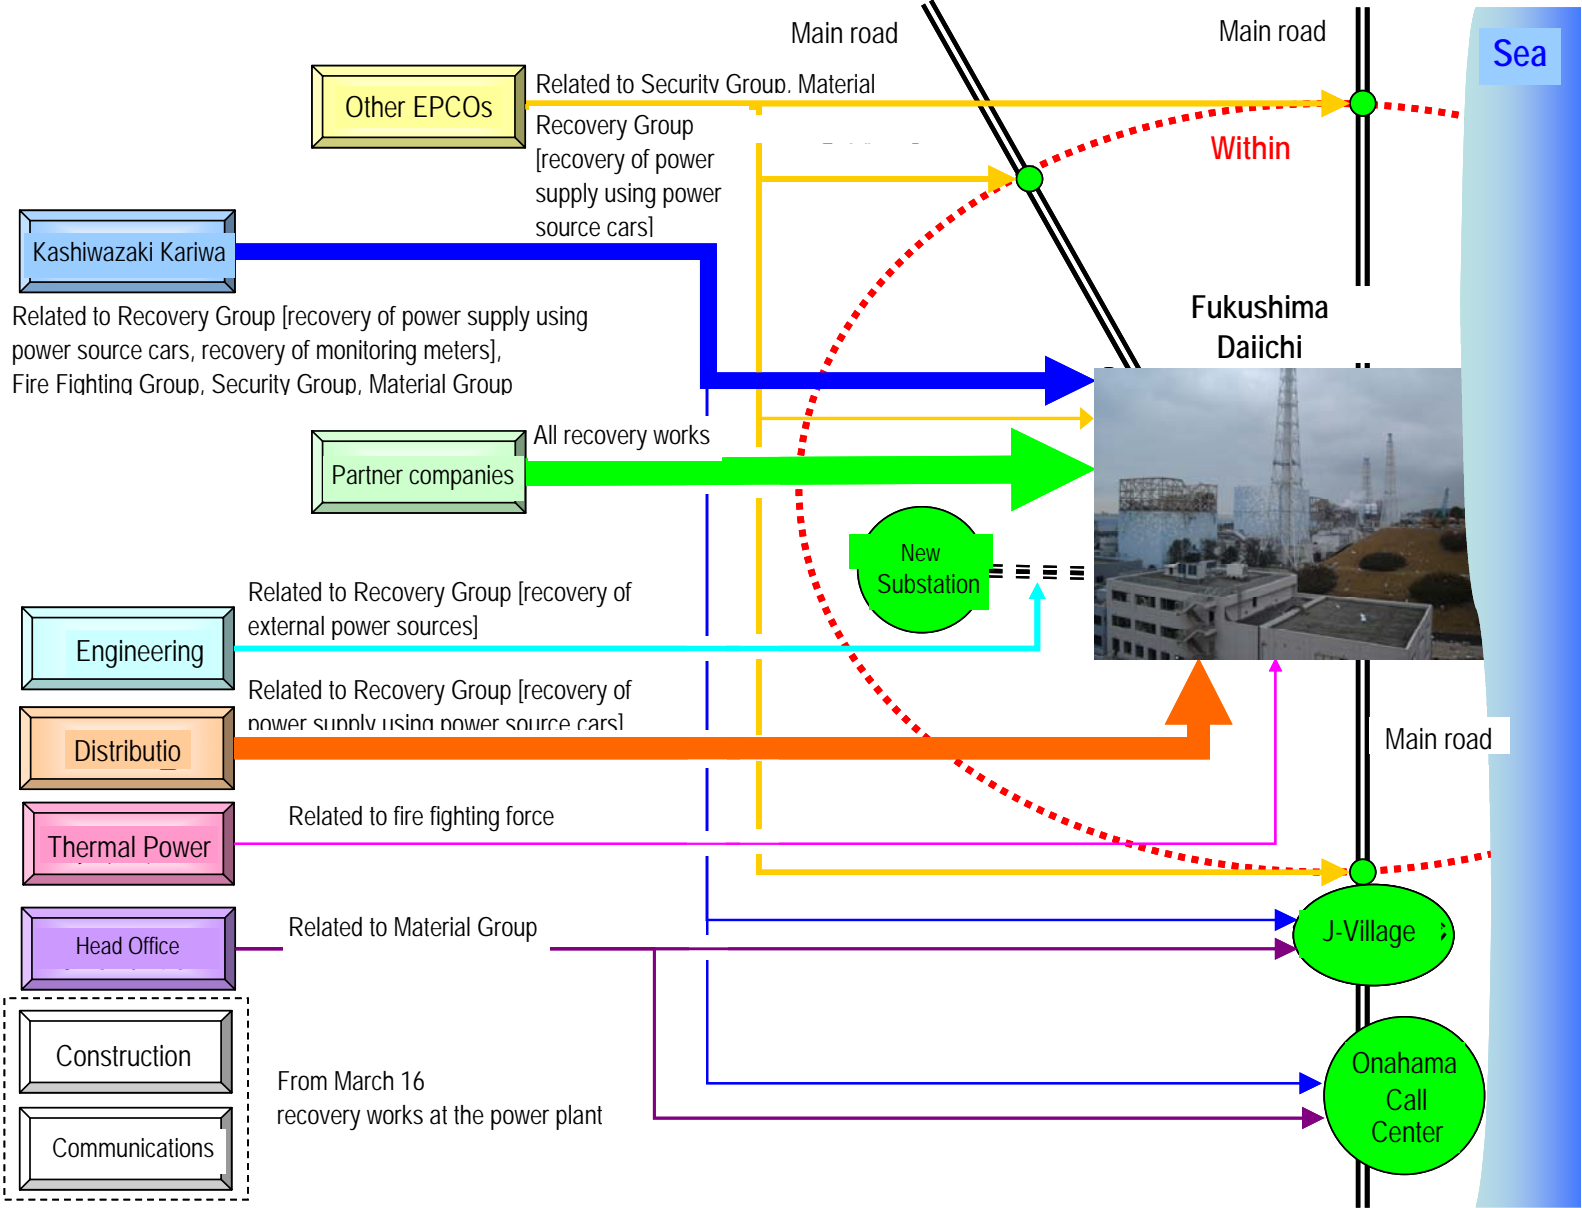 Main road
Main road
Sea
Other EPCOs
Related to Security Group, Material
Recovery Group
[recovery of power
supply using power
source cars]
Within
Kashiwazaki Kariwa
Related to Recovery Group [recovery of power supply using
power source cars, recovery of monitoring meters],
Fire Fighting Group, Security Group, Material Group
Fukushima
Daiichi
Partner companies
All recovery works
New
Substation
Engineering
Related to Recovery Group [recovery of
external power sources]
Related to Recovery Group [recovery of
power supply using power source cars]
Distributio
Main road
Thermal Power
Related to fire fighting force
Head Office
Related to Material Group
J-Village
Construction
Communications
From March 16
recovery works at the power plant
Onahama
Call
Center